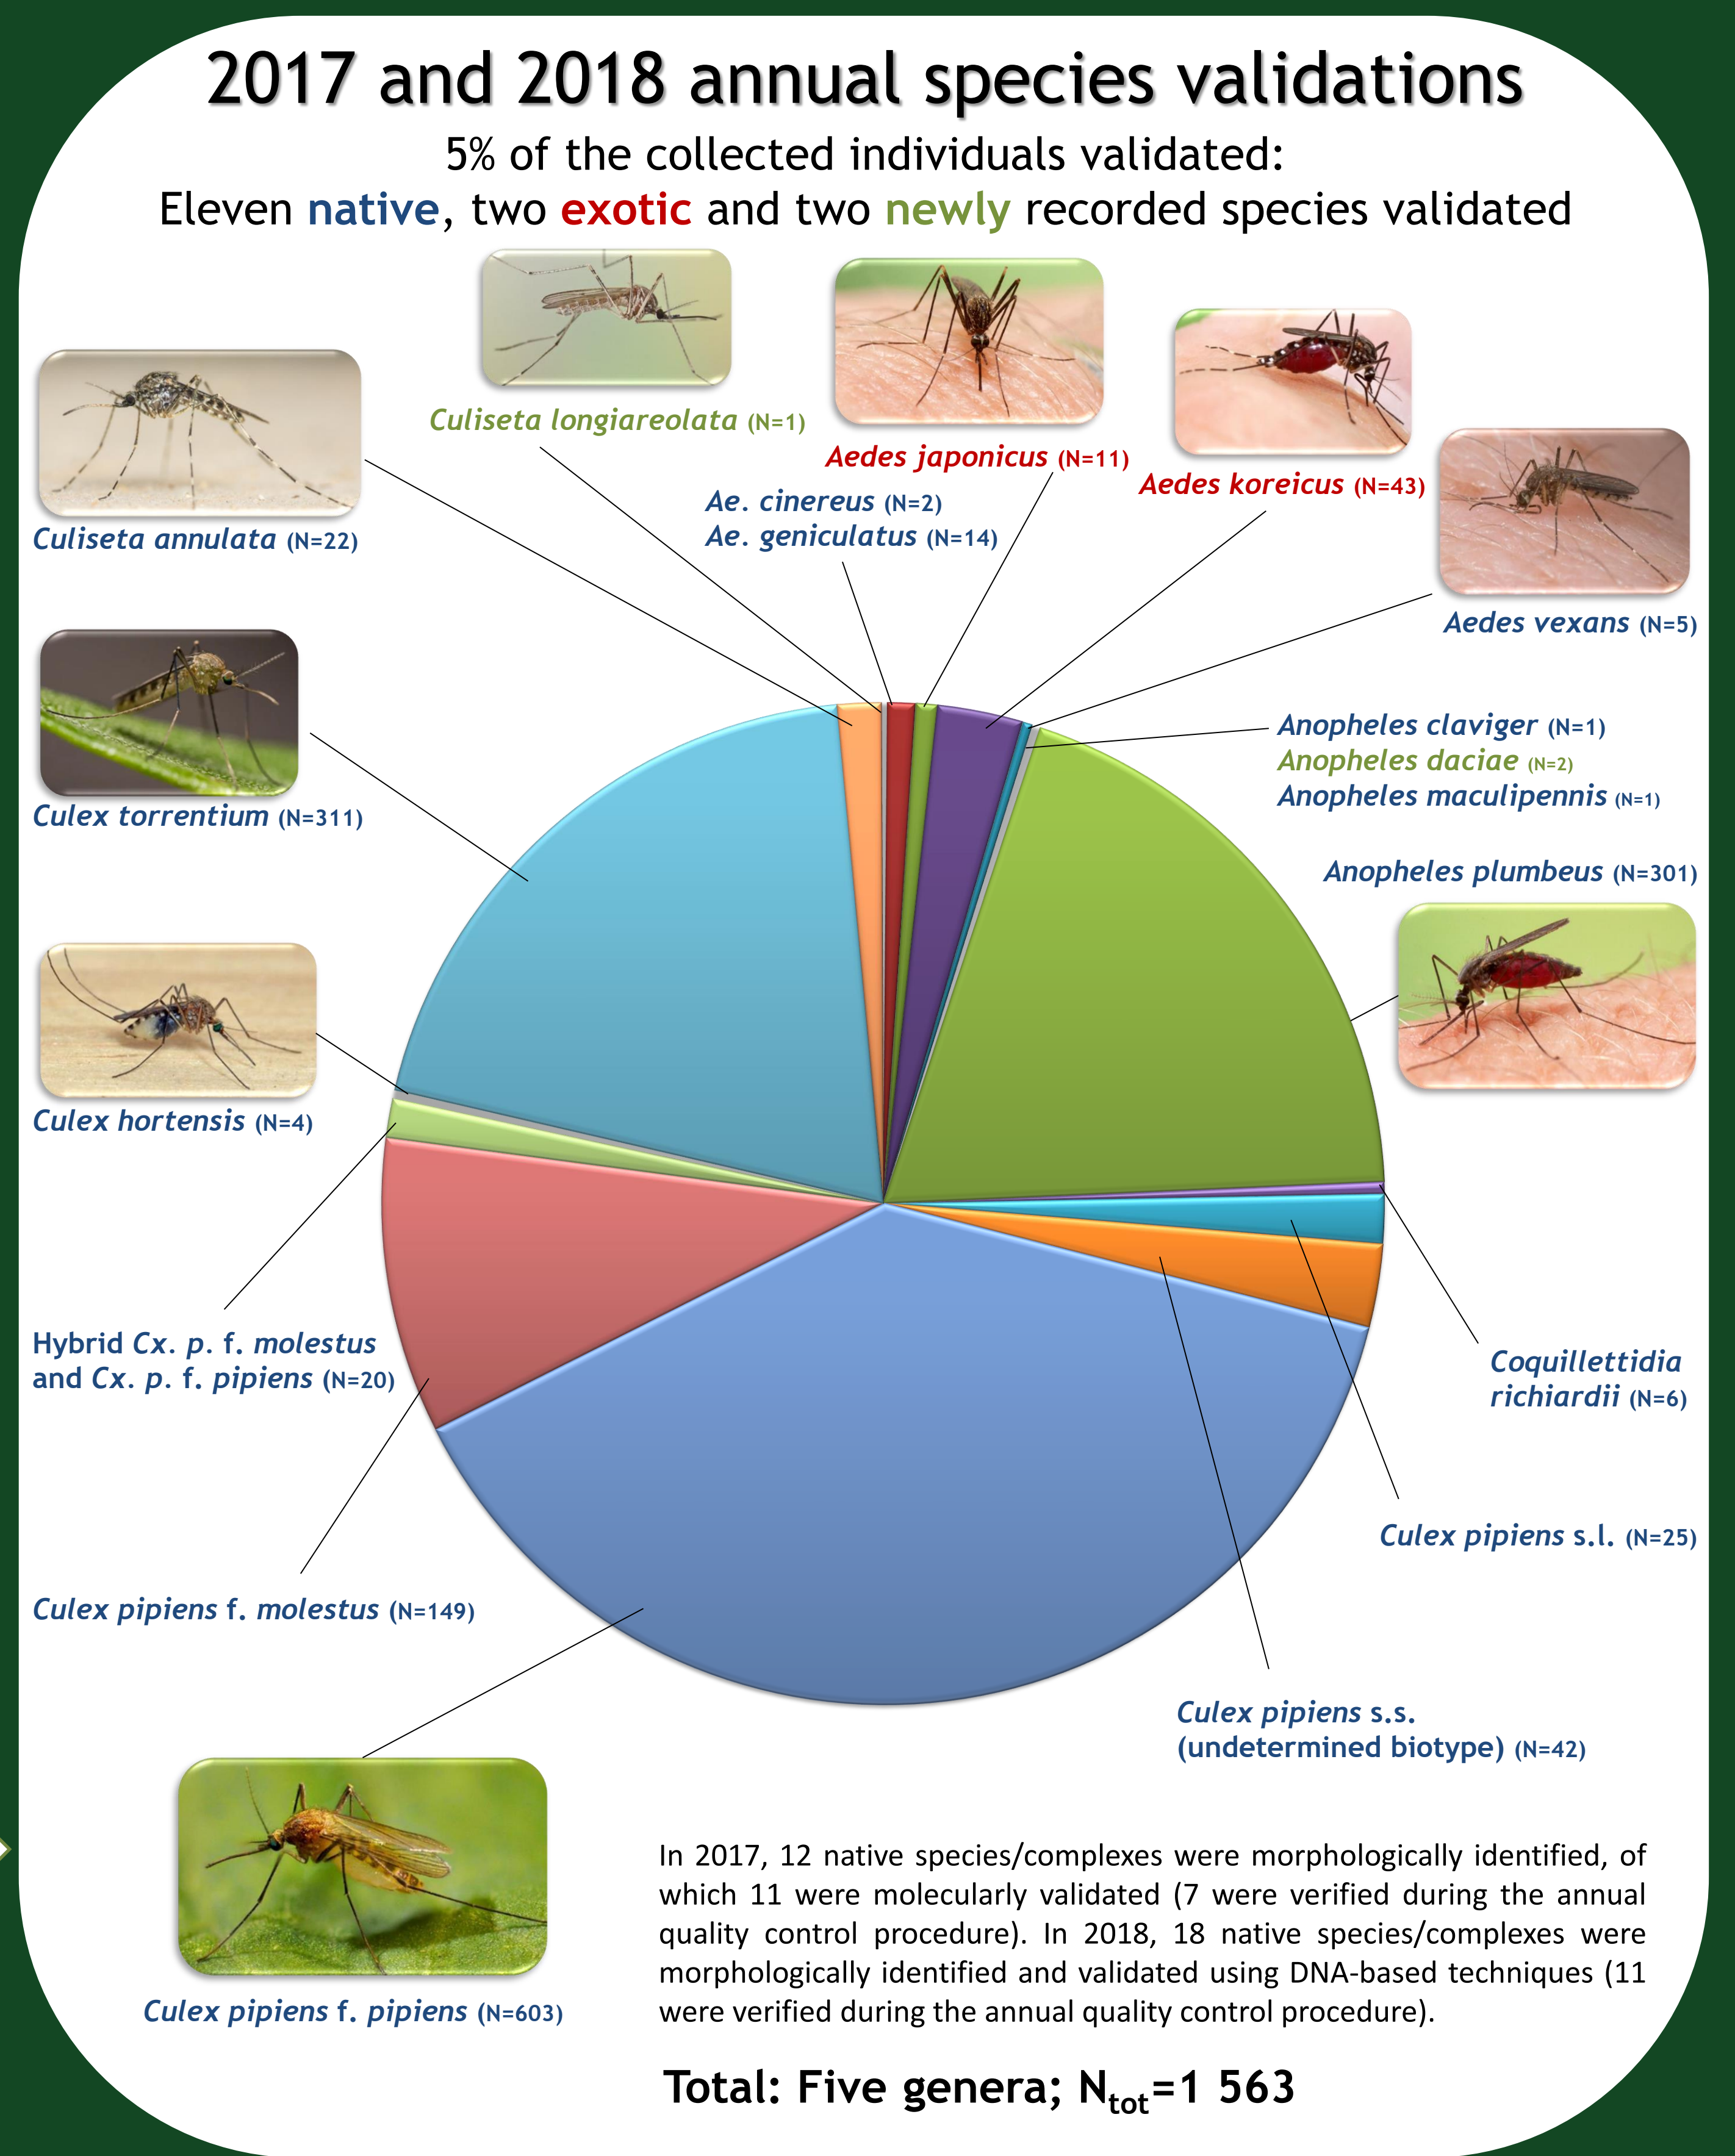 2017 and 2018 annual species validations
5% of the collected individuals validated:
Eleven native, two exotic and two newly recorded species validated
Culiseta longiareolata (N=1)
Aedes japonicus (N=11)
Aedes koreicus (N=43)
Ae. cinereus (N=2)
Ae. geniculatus (N=14)
Culiseta annulata (N=22)
Aedes vexans (N=5)
Anopheles claviger (N=1)
Anopheles daciae (N=2)
Anopheles maculipennis (N=1)
Culex torrentium (N=311)
Anopheles plumbeus (N=301)
Culex hortensis (N=4)
Hybrid Cx. p. f. molestus
and Cx. p. f. pipiens (N=20)
Coquillettidia
richiardii (N=6)
Culex pipiens s.l. (N=25)
Culex pipiens f. molestus (N=149)
Culex pipiens s.s.
(undetermined biotype) (N=42)
Culex pipiens f. pipiens (N=603)
In 2017, 12 native species/complexes were morphologically identified, of
which 11 were molecularly validated (7 were verified during the annual
quality control procedure). In 2018, 18 native species/complexes were
morphologically identified and validated using DNA-based techniques (11
were verified during the annual quality control procedure).
Total: Five genera; Ntot=1 563